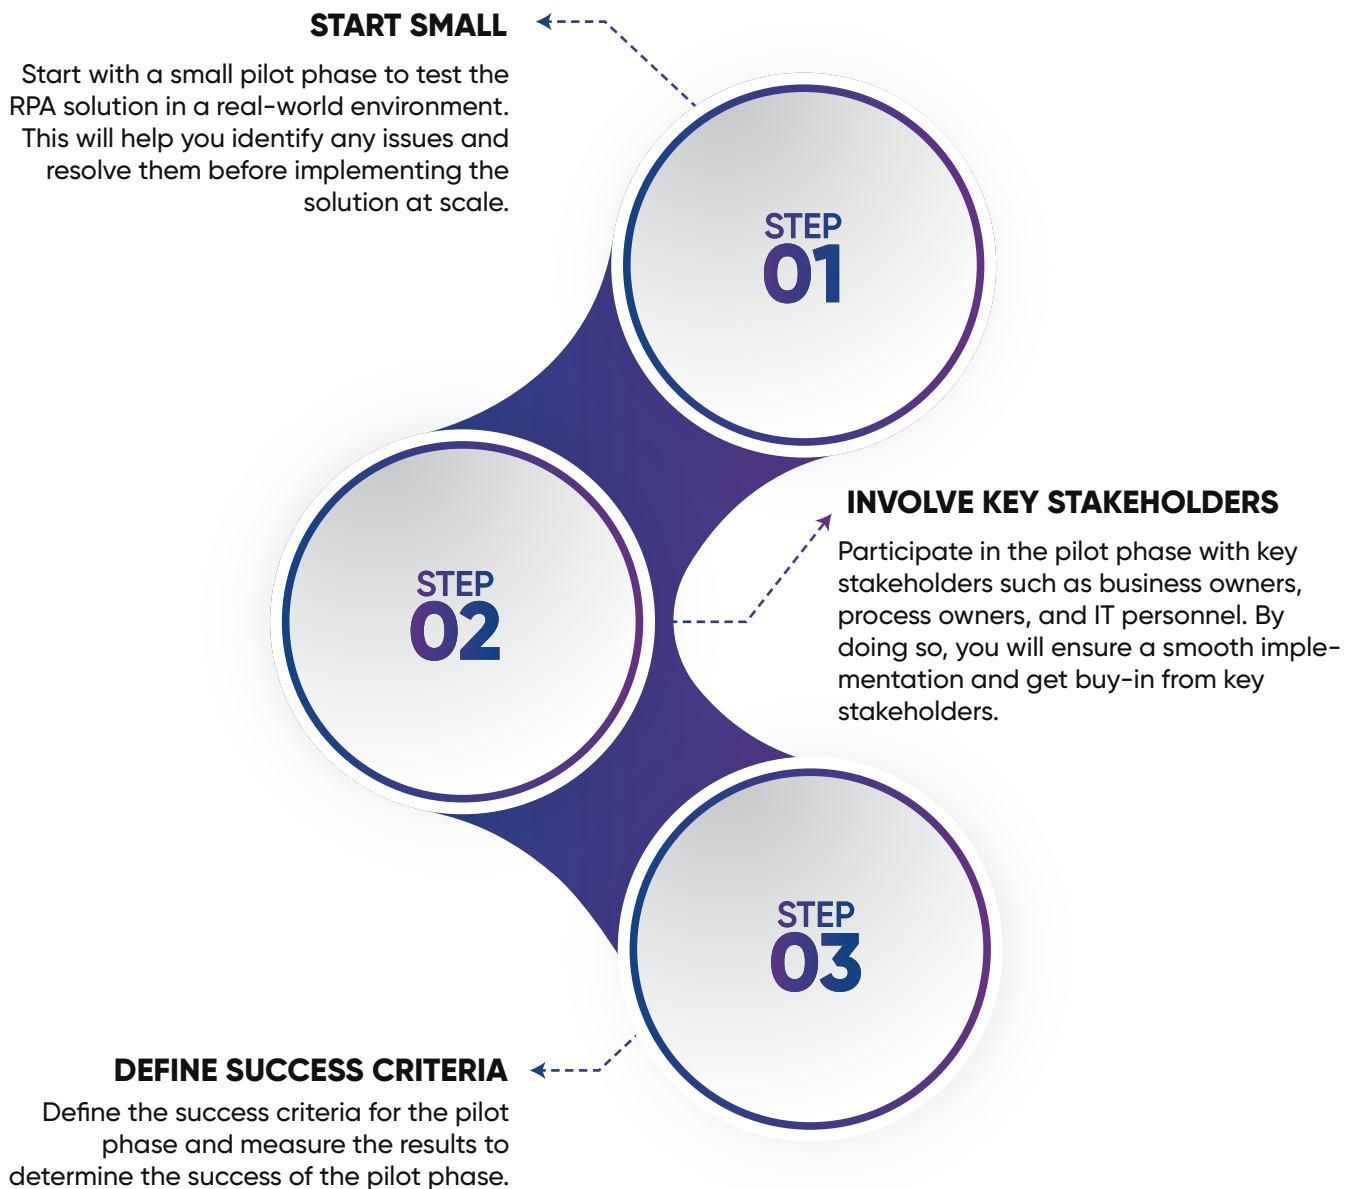 START SMALL
Start with a small pilot phase to test the
RPA solution in a real-world environment.
This will help you identify any issues and
resolve them before implementing the
solution at scale.
STEP
01
INVOLVE KEY STAKEHOLDERS
Participate in the pilot phase with key
stakeholders such as business owners,
process owners, and IT personnel. By
doing so, you will ensure a smooth imple-
mentation and get buy-in from key
stakeholders.
STEP
02
STEP
03
DEFINE SUCCESS CRITERIA
Define the success criteria for the pilot
phase and measure the results to
determine the success of the pilot phase.